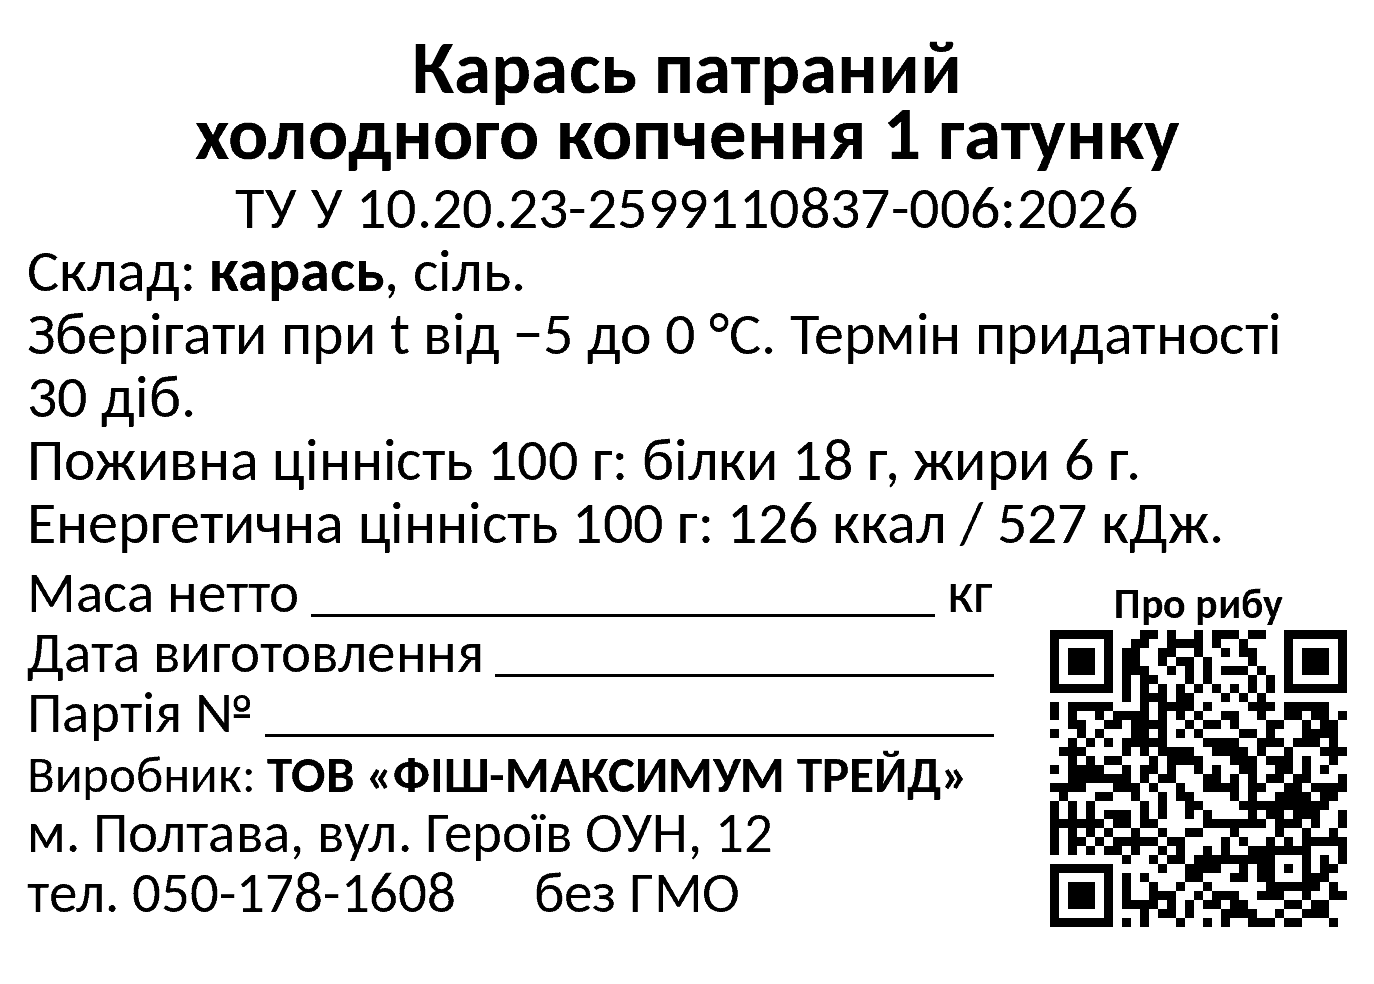 Карась патраний
холодного копчення 1 гатунку
ТУ У 10.20.23-2599110837-006:2026
Склад: карась, сіль.
Зберігати при t від −5 до 0 °C. Термін придатності
30 діб.
Поживна цінність 100 г: білки 18 г, жири 6 г.
Енергетична цінність 100 г: 126 ккал / 527 кДж.
Маса нетто ______________________ кг
Дата виготовлення __________________
Партія № __________________________
Виробник: ТОВ «ФІШ-МАКСИМУМ ТРЕЙД»
м. Полтава, вул. Героїв ОУН, 12
тел. 050-178-1608 без ГМО
Про рибу